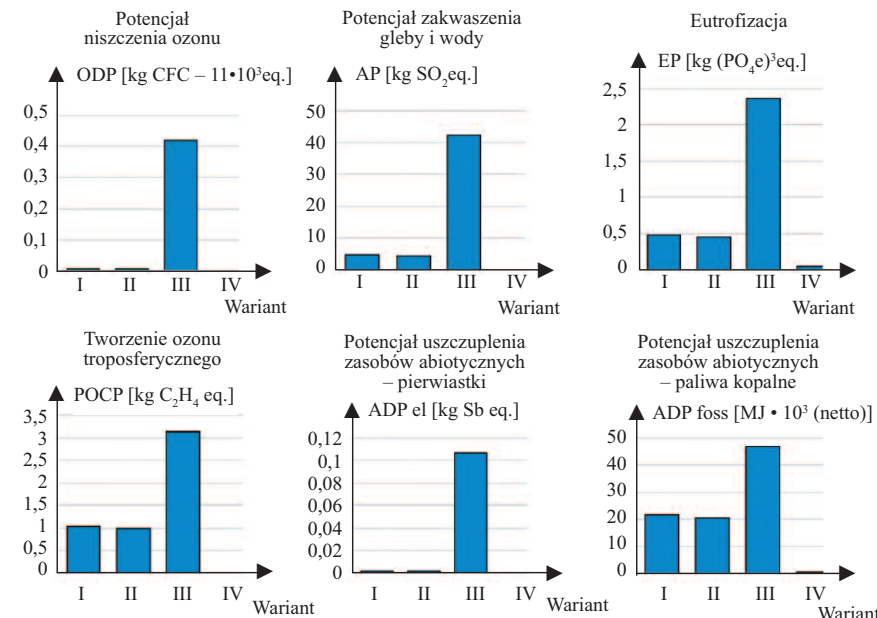 Potencjał
niszczenia ozonu
ODP [kg CFC – 11•10³eq.]
0,5
0,4
0,3
0,2
0,1
0
I II III IV
Wariant
Potencjał zakwaszenia
gleby i wody
AP [kg SO₂eq.]
50
40
30
20
10
0
I II III IV
Wariant
Eutrofizacja
EP [kg (PO₄e)³eq.]
2,5
2
1,5
1
0,5
0
I II III IV
Wariant
Tworzenie ozonu
troposferycznego
POCP [kg C₂H₄ eq.]
3,5
3
2,5
2
1,5
1
0,5
0
I II III IV
Wariant
Potencjał uszczuplenia
zasobów abiotycznych
– pierwiastki
ADP el [kg Sb eq.]
0,12
0,1
0,08
0,06
0,04
0,02
0
I II III IV
Wariant
Potencjał uszczuplenia
zasobów abiotycznych
– paliwa kopalne
ADP foss [MJ • 10³ (netto)]
50
40
30
20
10
0
I II III IV
Wariant